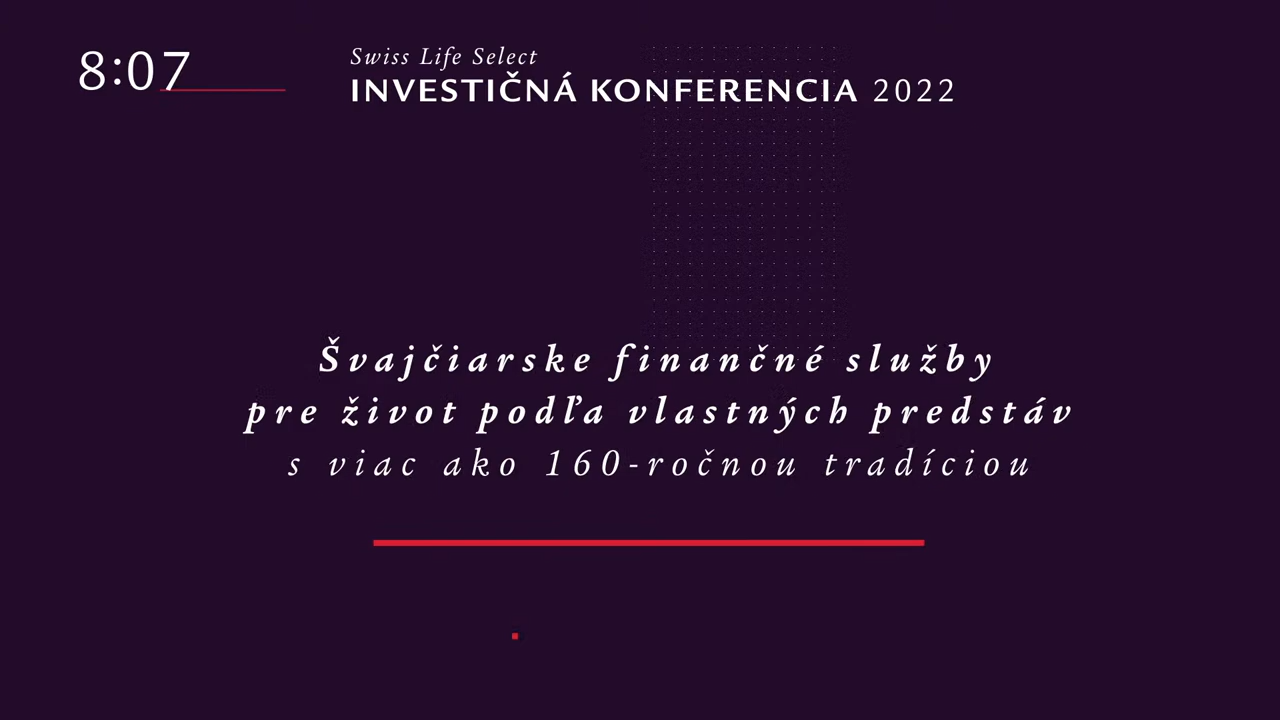 8:07
Swiss Life Select
INVESTIČNÁ KONFERENCIA 2022
Švajčiarske finančné služby
pre život podľa vlastných predstáv
s viac ako 160-ročnou tradíciou